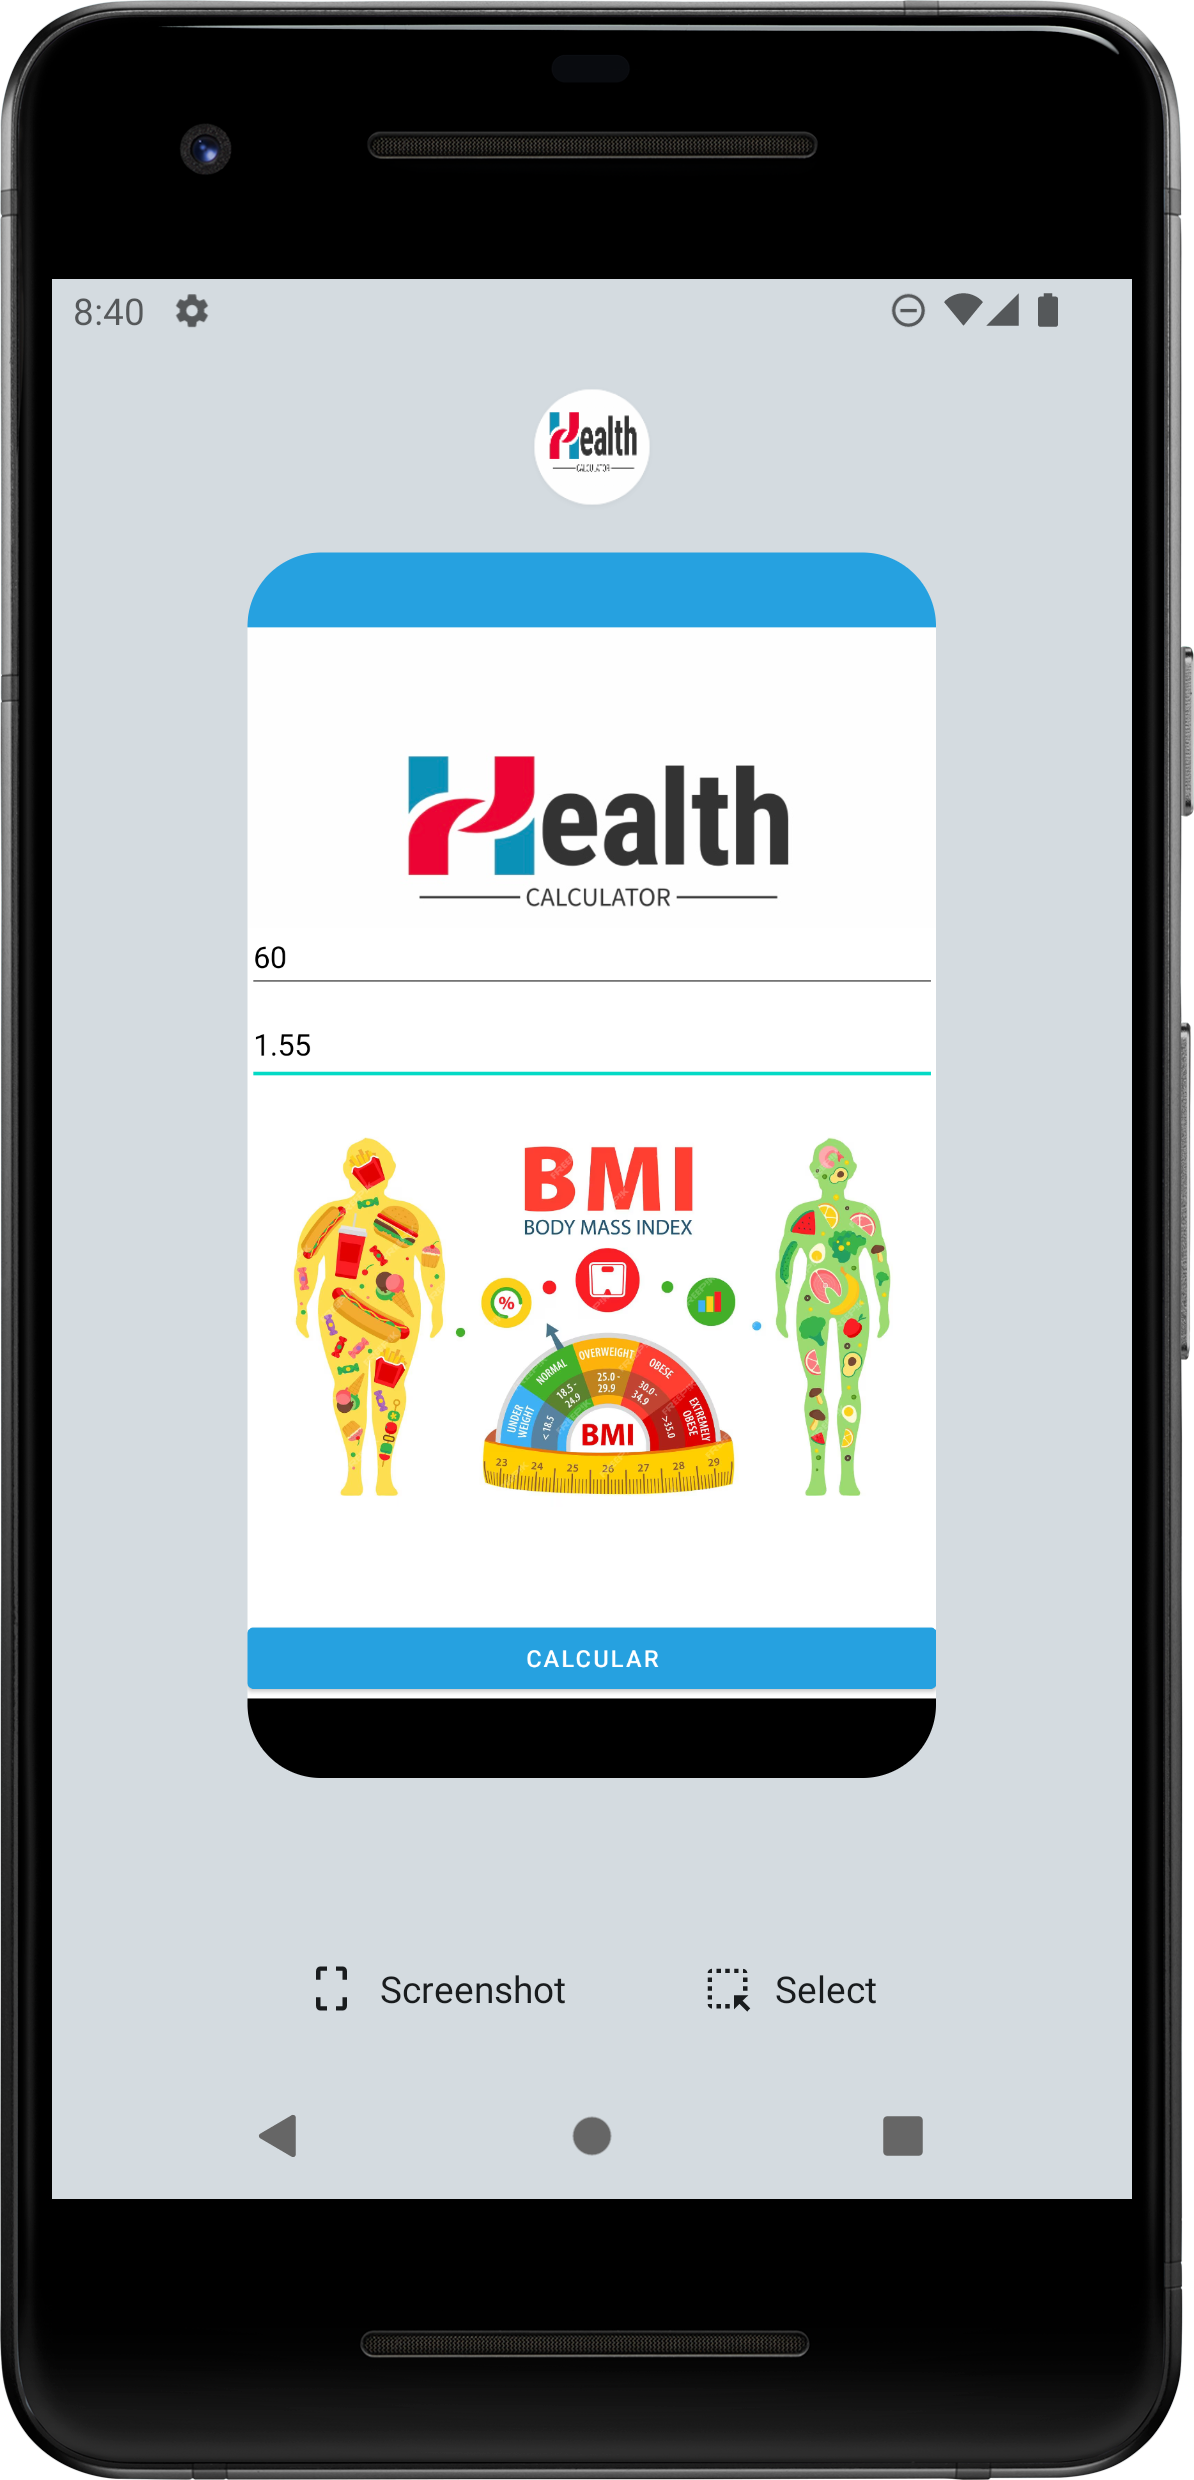 8:40
Health
CALCULATOR
Health
CALCULATOR
60
1.55
BMI
BODY MASS INDEX
%
UNDER WEIGHT
< 18.5
NORMAL
18.5 - 24.9
OVERWEIGHT
25.0 - 29.9
OBESE
30.0 - 34.9
EXTREMELY OBESE
>35.0
BMI
23 24 25 26 27 28 29
CALCULAR
Screenshot Select